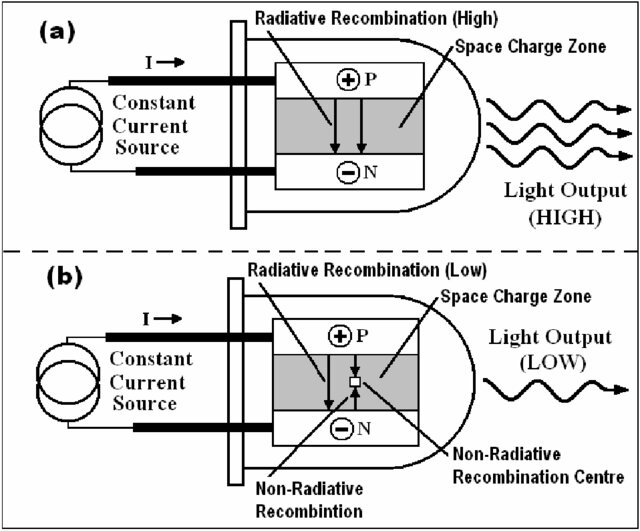 (a)
Radiative Recombination (High)
Space Charge Zone
I
+ P
Constant
Current
Source
− N
Light Output
(HIGH)
(b)
Radiative Recombination (Low)
Space Charge Zone
I
+ P
Light Output
(LOW)
Constant
Current
Source
− N
Non-Radiative
Recombination Centre
Non-Radiative
Recombintion